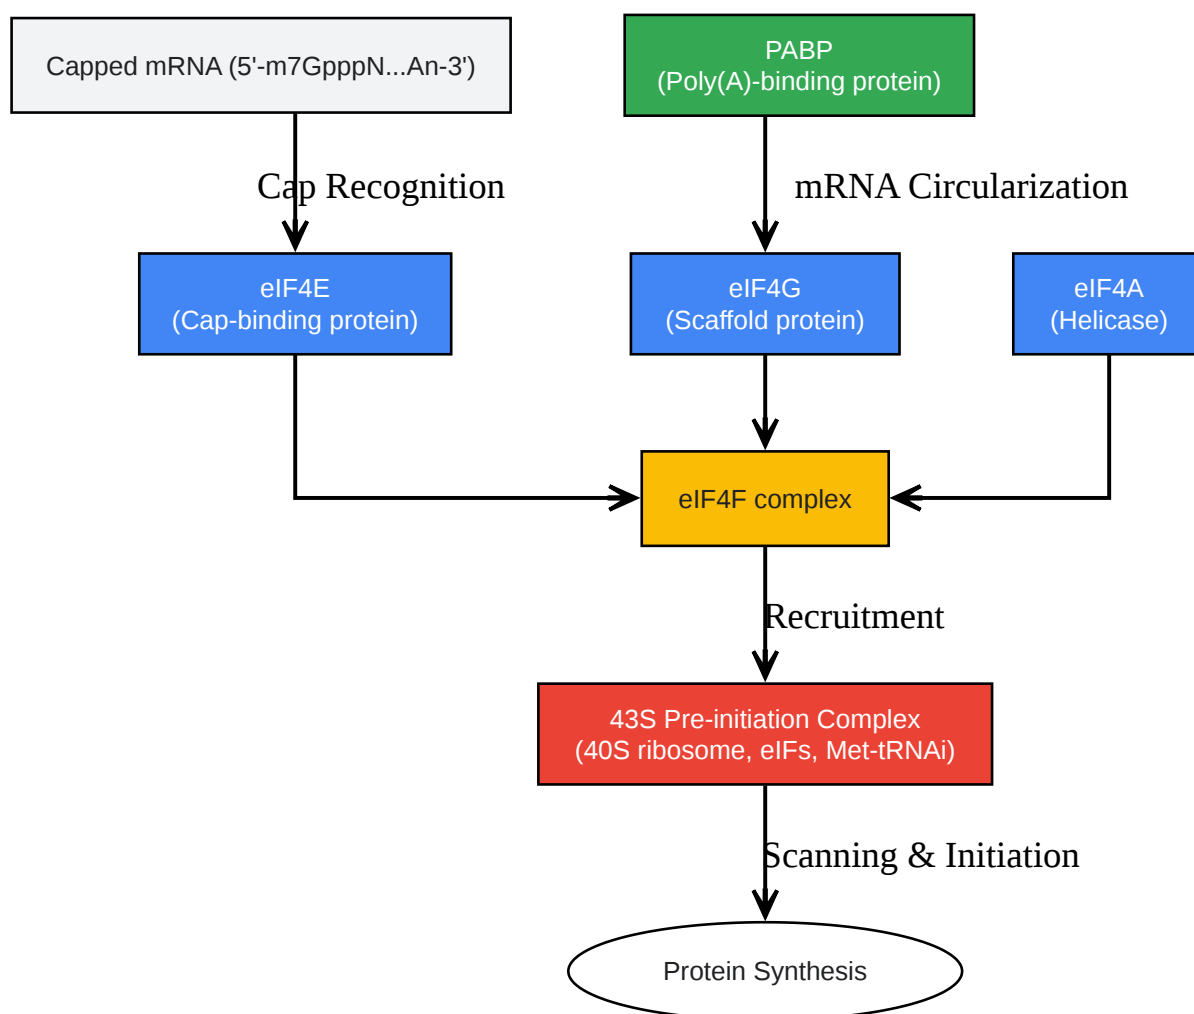 Capped mRNA (5'-m7GpppN...An-3')
PABP
(Poly(A)-binding protein)
Cap Recognition
mRNA Circularization
eIF4E
(Cap-binding protein)
eIF4G
(Scaffold protein)
eIF4A
(Helicase)
eIF4F complex
Recruitment
43S Pre-initiation Complex
(40S ribosome, eIFs, Met-tRNAi)
Scanning & Initiation
Protein Synthesis